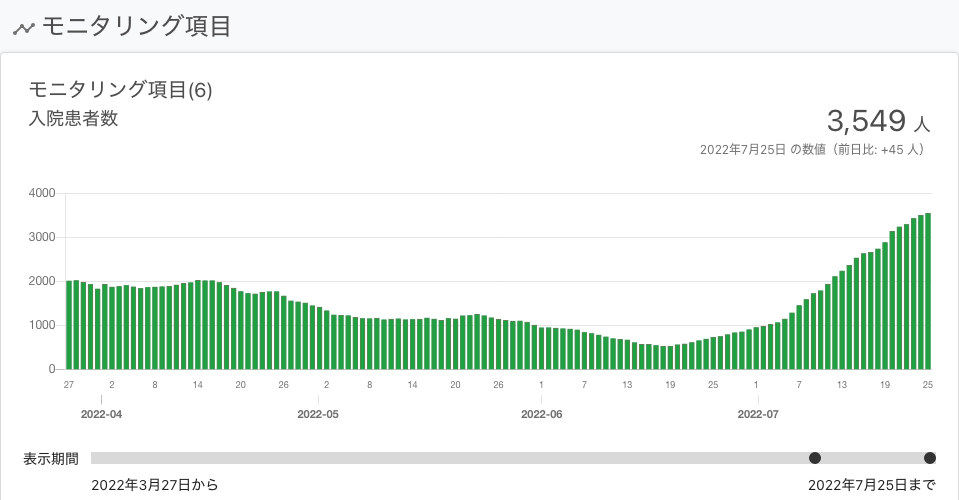 モニタリング項目
モニタリング項目(6)
入院患者数
3,549 人
2022年7月25日 の数値（前日比: +45 人）
4000
3000
2000
1000
0
27 2 8 14 20 26 2 8 14 20 26 1 7 13 19 25 1 7 13 19 25
2022-04 2022-05 2022-06 2022-07
表示期間
2022年3月27日から 2022年7月25日まで